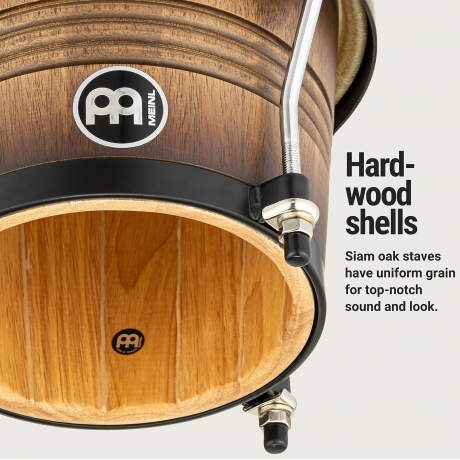 MEINL
Hard-
wood
shells
Siam oak staves
have uniform grain
for top-notch
sound and look.